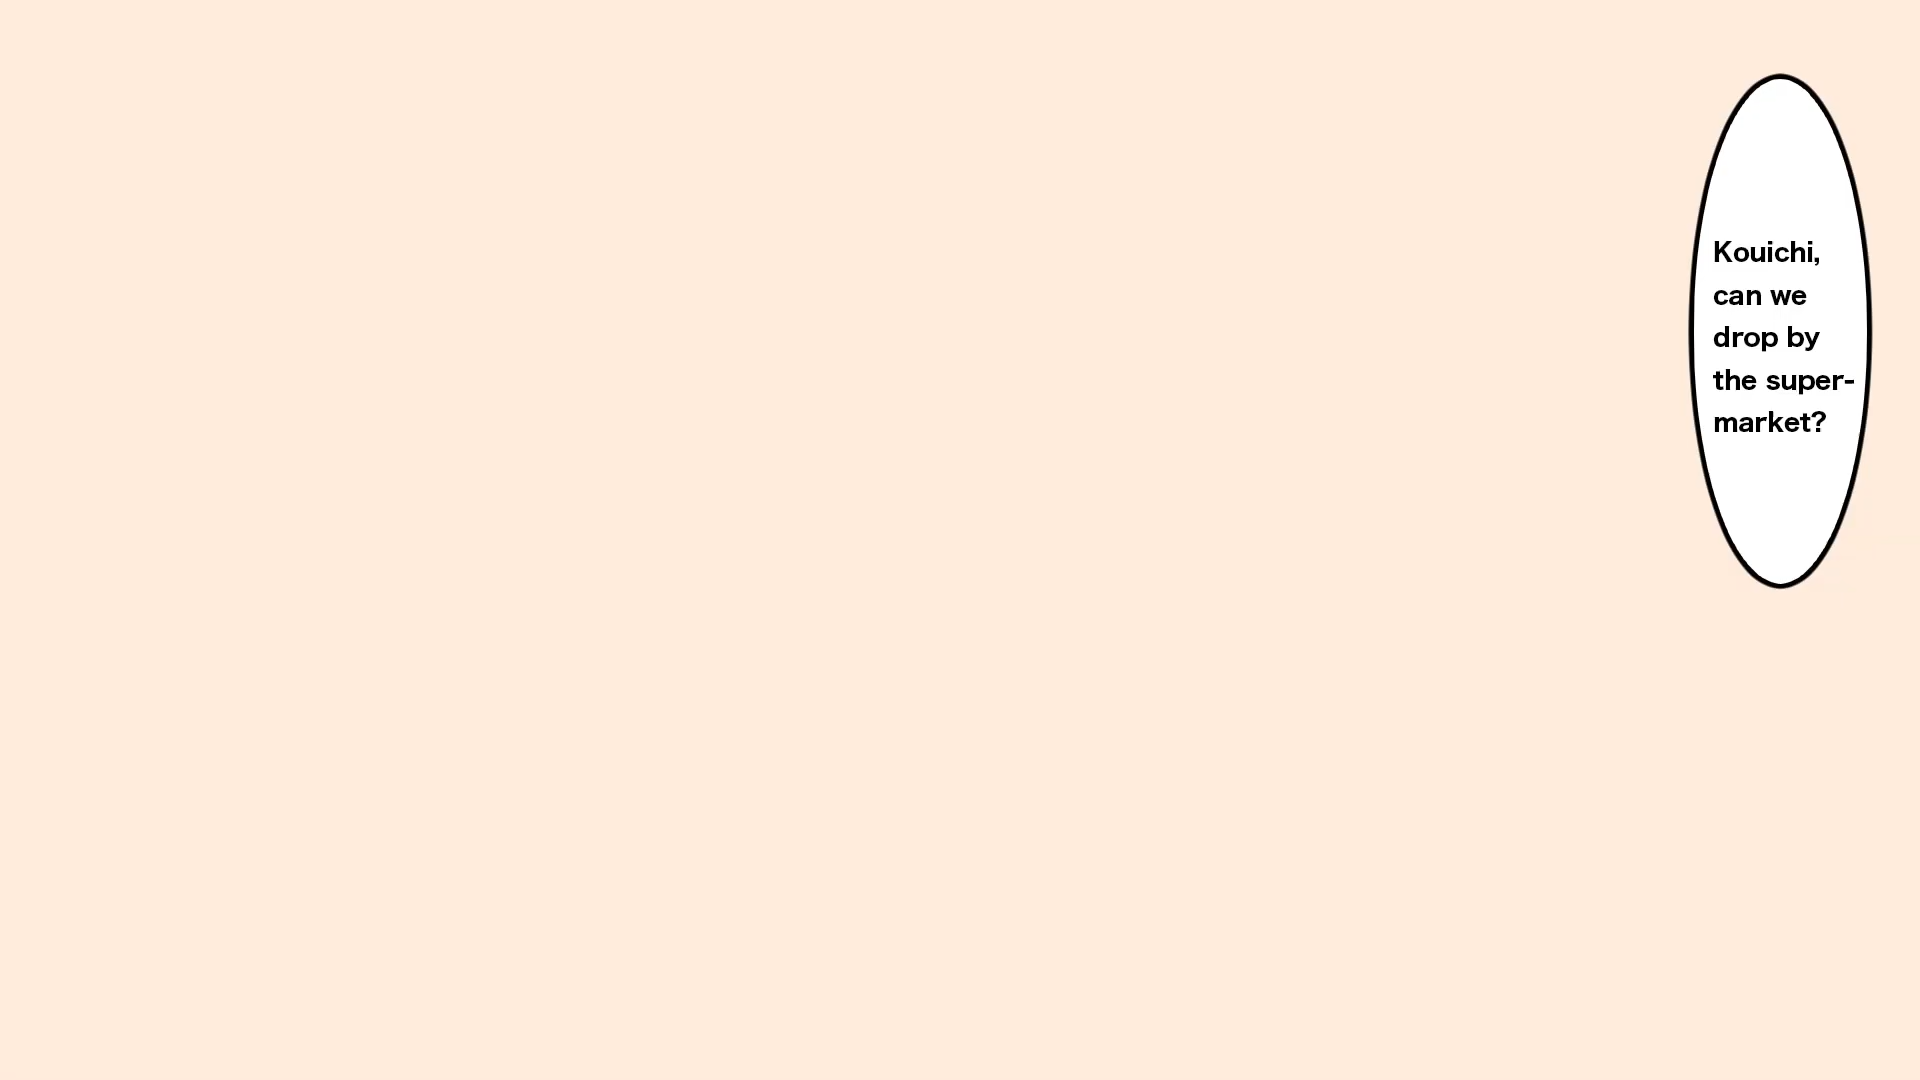 Kouichi,
can we
drop by
the super-
market?